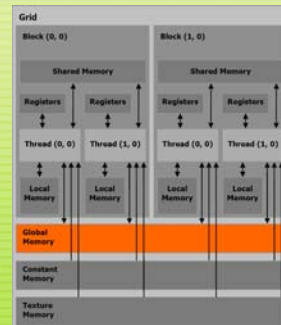 Grid
Block (0, 0)
Block (1, 0)
Shared Memory
Shared Memory
Registers
Registers
Registers
Registers
Thread (0, 0)
Thread (1, 0)
Thread (0, 0)
Thread (1, 0)
Local
Memory
Local
Memory
Local
Memory
Local
Memory
Global
Memory
Constant
Memory
Texture
Memory